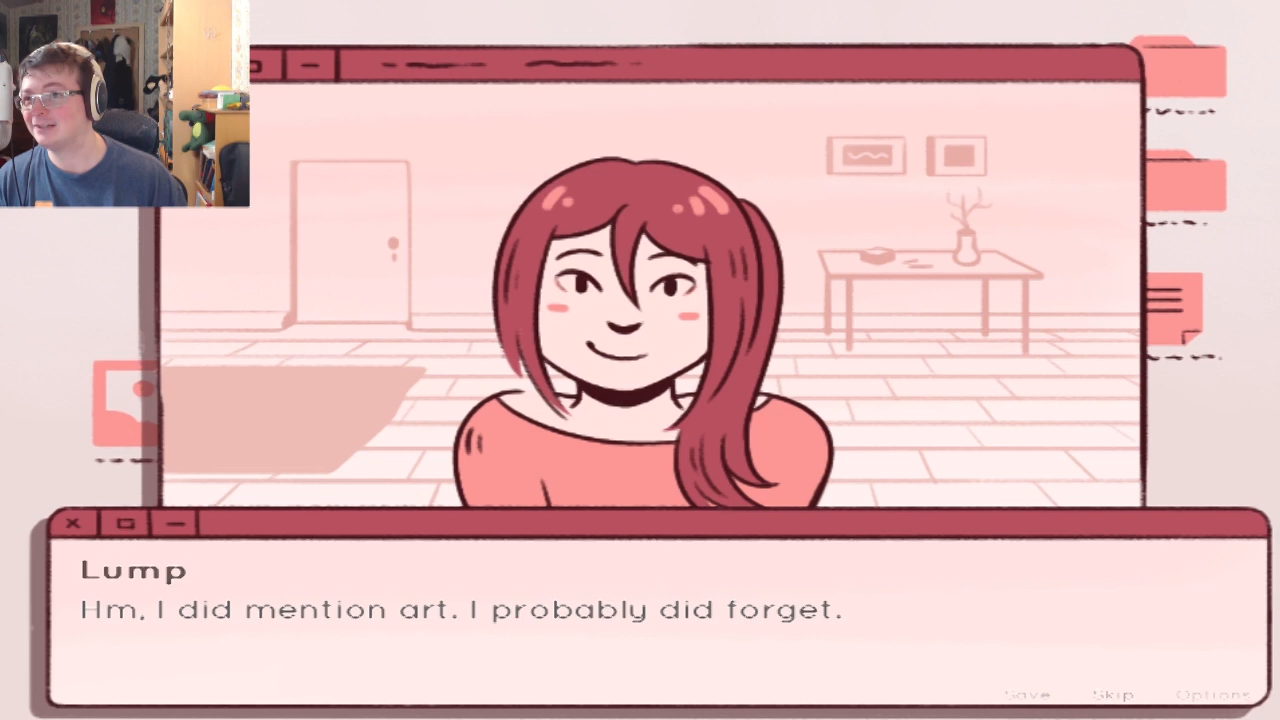 Lump
Hm, I did mention art. I probably did forget.
Save Skip Options